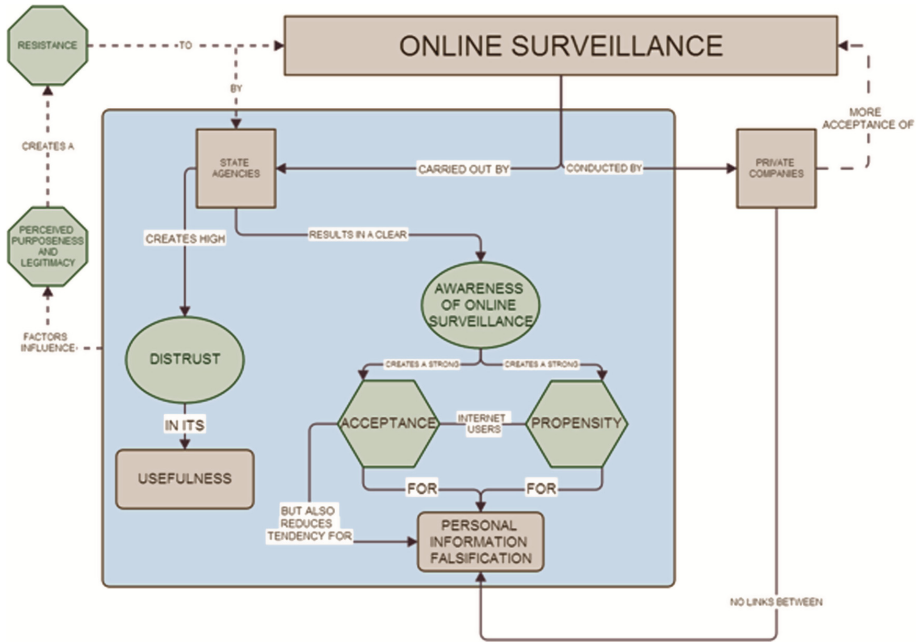 ONLINE SURVEILLANCE
RESISTANCE
TO
BY
CREATES A
MORE
ACCEPTANCE OF
STATE
AGENCIES
CARRIED OUT BY
CONDUCTED BY
PRIVATE
COMPANIES
PERCEIVED
PURPOSENESS
AND
LEGITIMACY
CREATES HIGH
RESULTS IN A CLEAR
AWARENESS
OF ONLINE
SURVEILLANCE
FACTORS
INFLUENCE
DISTRUST
CREATES A STRONG
CREATES A STRONG
IN ITS
ACCEPTANCE
INTERNET
USERS
PROPENSITY
USEFULNESS
FOR
FOR
BUT ALSO
REDUCES
TENDENCY FOR
PERSONAL
INFORMATION
FALSIFICATION
NO LINKS BETWEEN